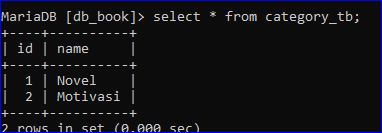 MariaDB [db_book]> select * from category_tb;
+----+----------+
| id | name     |
+----+----------+
|  1 | Novel    |
|  2 | Motivasi |
+----+----------+
2 rows in set (0.000 sec)